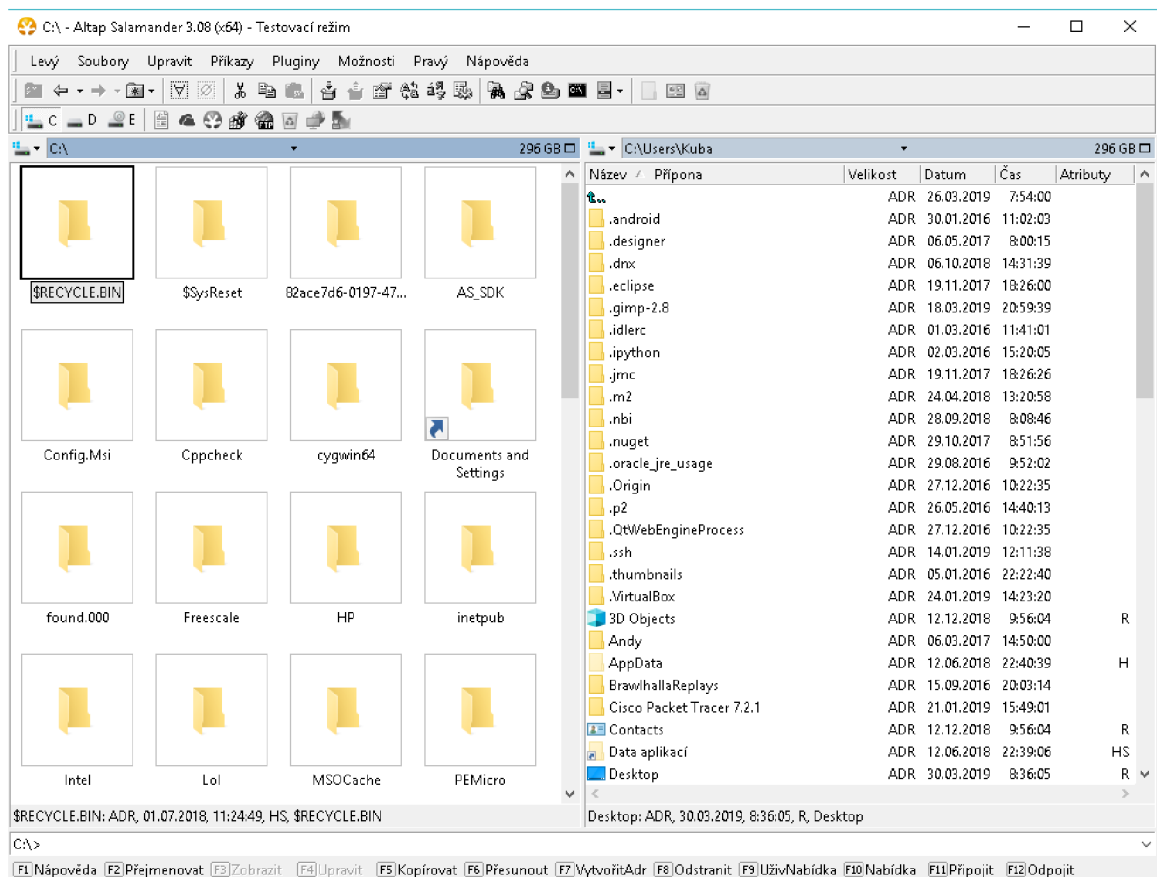 C:\ - Altap Salamander 3.08 (x64) - Testovací režim
Levý Soubory Upravit Příkazy Pluginy Možnosti Pravý Nápověda
C D E
C:\ 296 GB
$RECYCLE.BIN $SysReset 82ace7d6-0197-47... AS_SDK
Config.Msi Cppcheck cygwin64 Documents and Settings
found.000 Freescale HP inetpub
Intel Lol MSOCache PEMicro
$RECYCLE.BIN: ADR, 01.07.2018, 11:24:49, HS, $RECYCLE.BIN
C:\Users\Kuba 296 GB
Název Přípona Velikost Datum Čas Atributy
ADR 26.03.2019 7:54:00
.android ADR 30.01.2016 11:02:03
.designer ADR 06.05.2017 8:00:15
.dnx ADR 06.10.2018 14:31:39
.eclipse ADR 19.11.2017 18:26:00
.gimp-2.8 ADR 18.03.2019 20:59:39
.idlerc ADR 01.03.2016 11:41:01
.ipython ADR 02.03.2016 15:20:05
.jmc ADR 19.11.2017 18:26:26
.m2 ADR 24.04.2018 13:20:58
.nbi ADR 28.09.2018 8:08:46
.nuget ADR 29.10.2017 8:51:56
.oracle_jre_usage ADR 29.08.2016 9:52:02
.Origin ADR 27.12.2016 10:22:35
.p2 ADR 26.05.2016 14:40:13
.QtWebEngineProcess ADR 27.12.2016 10:22:35
.ssh ADR 14.01.2019 12:11:38
.thumbnails ADR 05.01.2016 22:22:40
.VirtualBox ADR 24.01.2019 14:23:20
3D Objects ADR 12.12.2018 9:56:04 R
Andy ADR 06.03.2017 14:50:00
AppData ADR 12.06.2018 22:40:39 H
BrawlhallaReplays ADR 15.09.2016 20:03:14
Cisco Packet Tracer 7.2.1 ADR 21.01.2019 15:49:01
Contacts ADR 12.12.2018 9:56:04 R
Data aplikací ADR 12.06.2018 22:39:06 HS
Desktop ADR 30.03.2019 8:36:05 R
Desktop: ADR, 30.03.2019, 8:36:05, R, Desktop
C:\>
F1 Nápověda F2 Přejmenovat F3 Zobrazit F4 Upravit F5 Kopírovat F6 Přesunout F7 VytvořitAdr F8 Odstranit F9 UživNabídka F10 Nabídka F11 Připojit F12 Odpojit